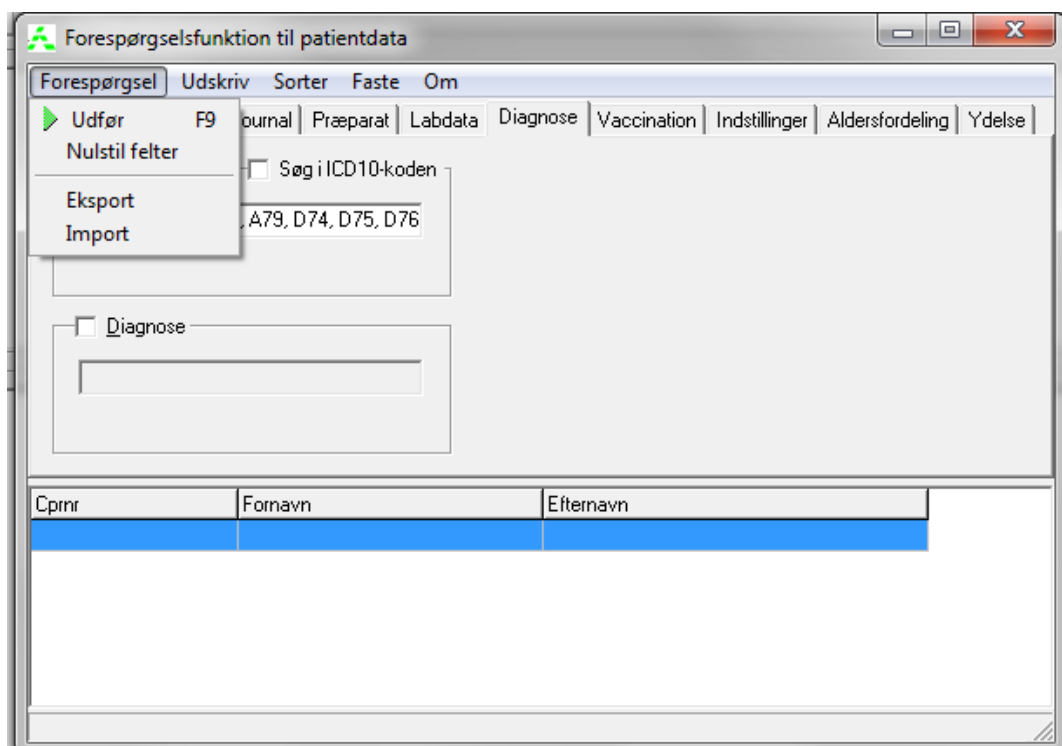 Forespørgselsfunktion til patientdata
Forespørgsel Udskriv Sorter Faste Om
Udfør F9
Nulstil felter
Eksport
Import
ournal Præparat Labdata Diagnose Vaccination Indstillinger Aldersfordeling Ydelse
Søg i ICD10-koden
, A79, D74, D75, D76
Diagnose
Cprnr Fornavn Efternavn